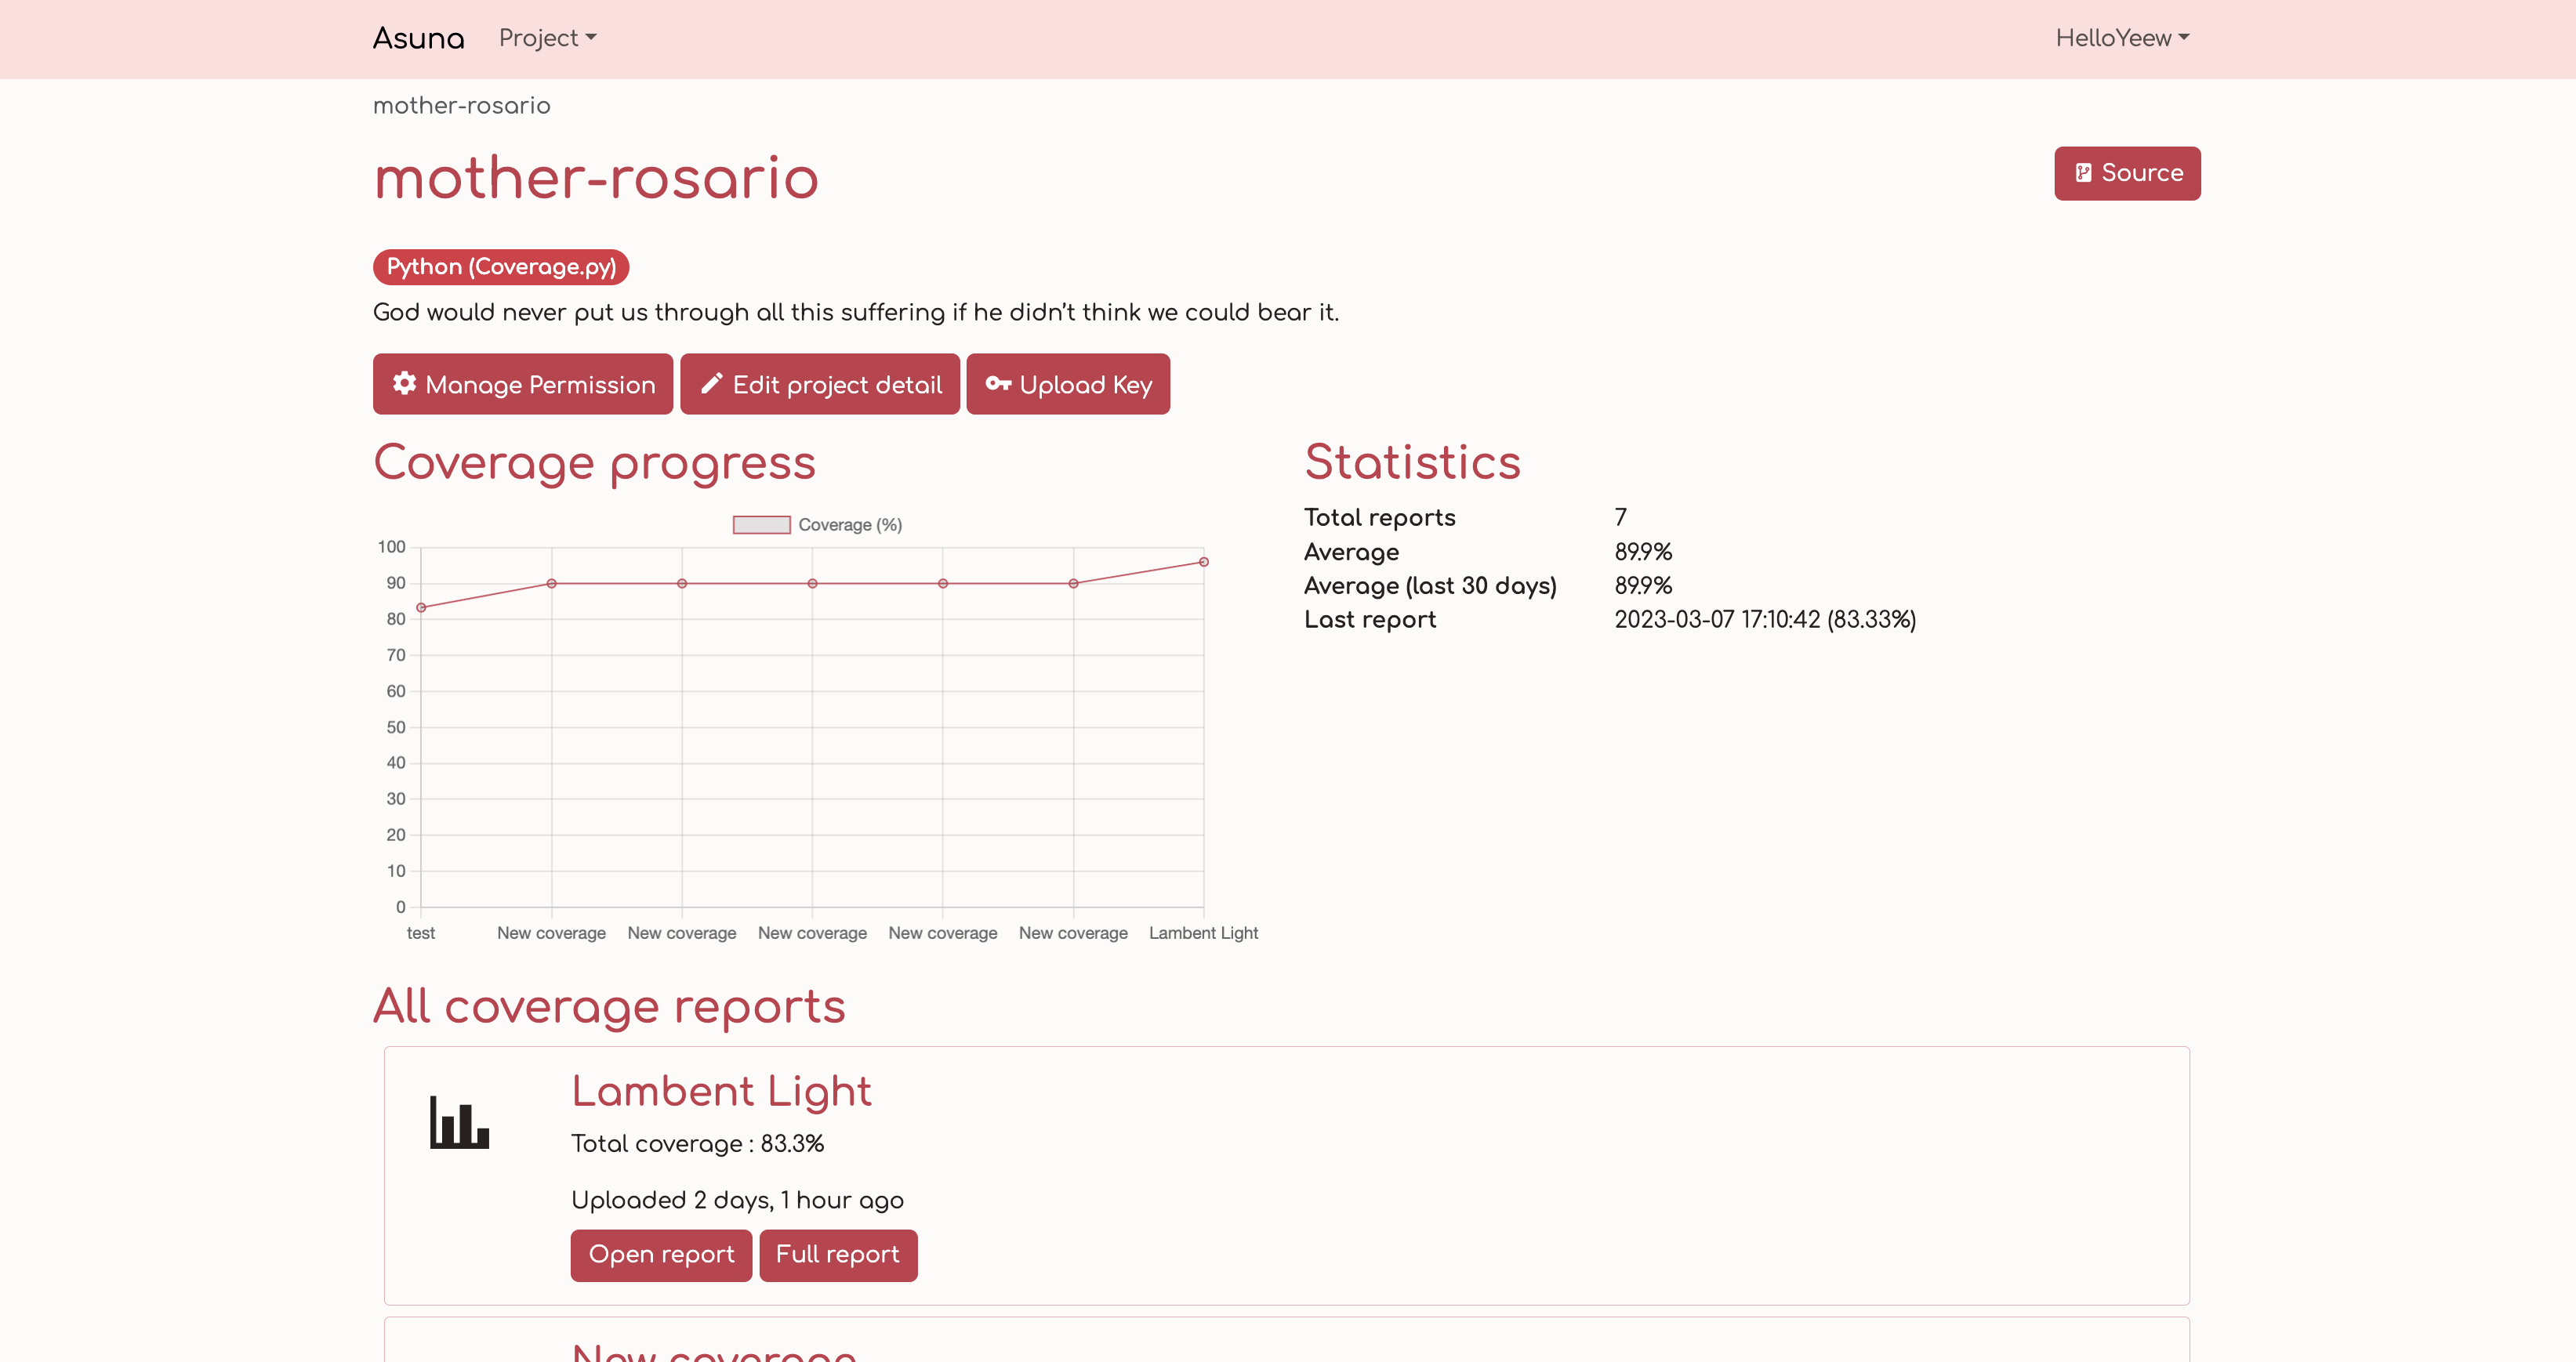 Asuna Project HelloYeew
mother-rosario
mother-rosario
Source
Python (Coverage.py)
God would never put us through all this suffering if he didn't think we could bear it.
Manage Permission Edit project detail Upload Key
Coverage progress
Coverage (%)
100
90
80
70
60
50
40
30
20
10
0
test New coverage New coverage New coverage New coverage New coverage Lambent Light
Statistics
Total reports 7
Average 89.9%
Average (last 30 days) 89.9%
Last report 2023-03-07 17:10:42 (83.33%)
All coverage reports
Lambent Light
Total coverage : 83.3%
Uploaded 2 days, 1 hour ago
Open report Full report
New coverage